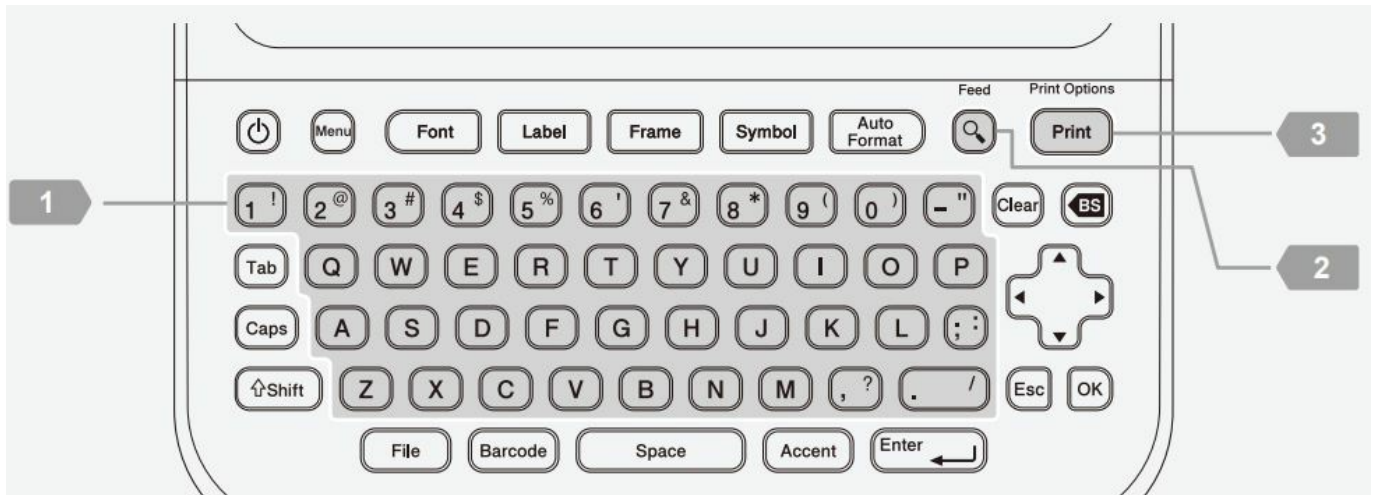 Feed Print Options
Menu Font Label Frame Symbol Auto Format Print 3
1 1 ! 2 @ 3 # 4 $ 5 % 6 ' 7 & 8 * 9 ( 0 ) - " Clear BS
Tab Q W E R T Y U I O P 2
Caps A S D F G H J K L ; :
⇧Shift Z X C V B N M , ? . / Esc OK
File Barcode Space Accent Enter